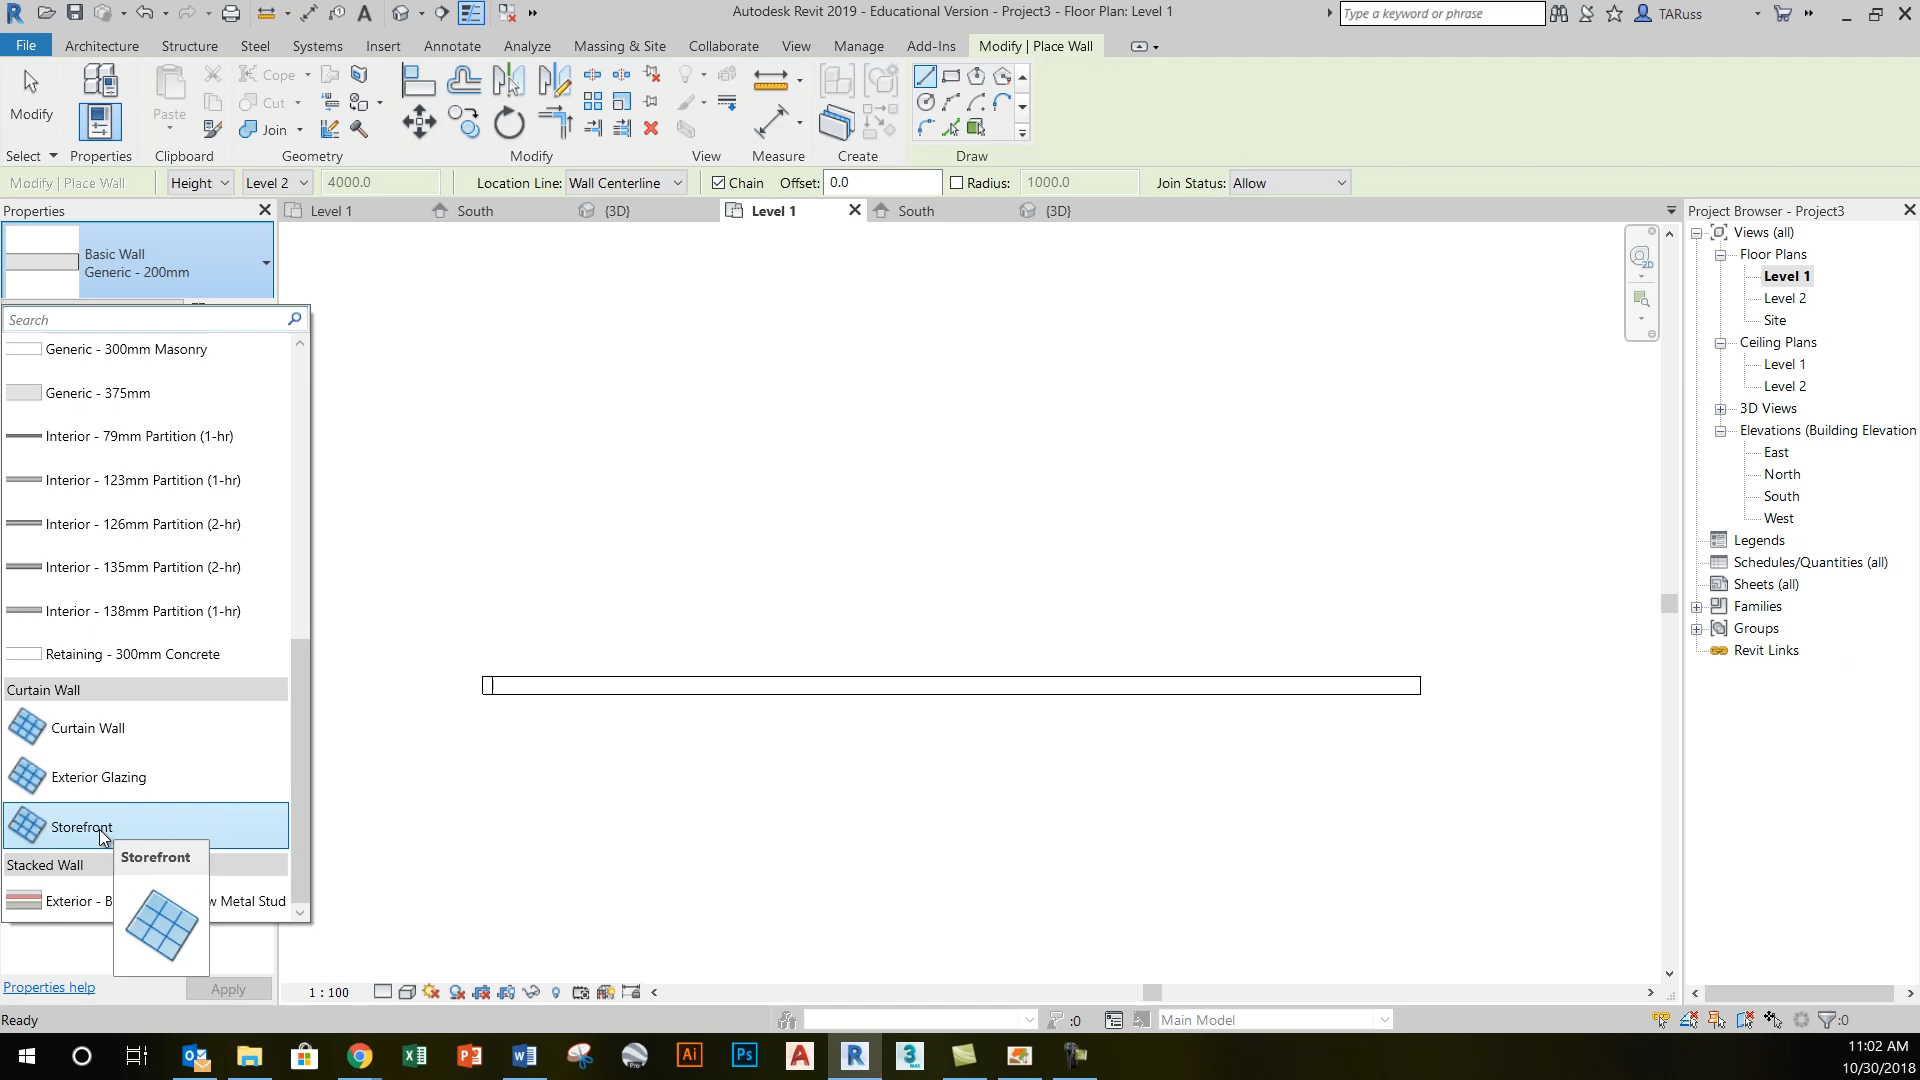 Autodesk Revit 2019 - Educational Version - Project3 - Floor Plan: Level 1
Type a keyword or phrase
TARuss
File Architecture Structure Steel Systems Insert Annotate Analyze Massing & Site Collaborate View Manage Add-Ins Modify | Place Wall
Modify
Paste
Cope
Cut
Join
Select Properties Clipboard Geometry Modify View Measure Create Draw
Modify | Place Wall Height Level 2 4000.0 Location Line: Wall Centerline Chain Offset: 0.0 Radius: 1000.0 Join Status: Allow
Properties
Level 1 South {3D} Level 1 South {3D}
Project Browser - Project3
Basic Wall
Generic - 200mm
Search
Generic - 300mm Masonry
Generic - 375mm
Interior - 79mm Partition (1-hr)
Interior - 123mm Partition (1-hr)
Interior - 126mm Partition (2-hr)
Interior - 135mm Partition (2-hr)
Interior - 138mm Partition (1-hr)
Retaining - 300mm Concrete
Curtain Wall
Curtain Wall
Exterior Glazing
Storefront
Storefront
Stacked Wall
Exterior - B w Metal Stud
Properties help
Apply
2D
Views (all)
Floor Plans
Level 1
Level 2
Site
Ceiling Plans
Level 1
Level 2
3D Views
Elevations (Building Elevation
East
North
South
West
Legends
Schedules/Quantities (all)
Sheets (all)
Families
Groups
Revit Links
1 : 100
Ready
:0
Main Model
:0
11:02 AM
10/30/2018